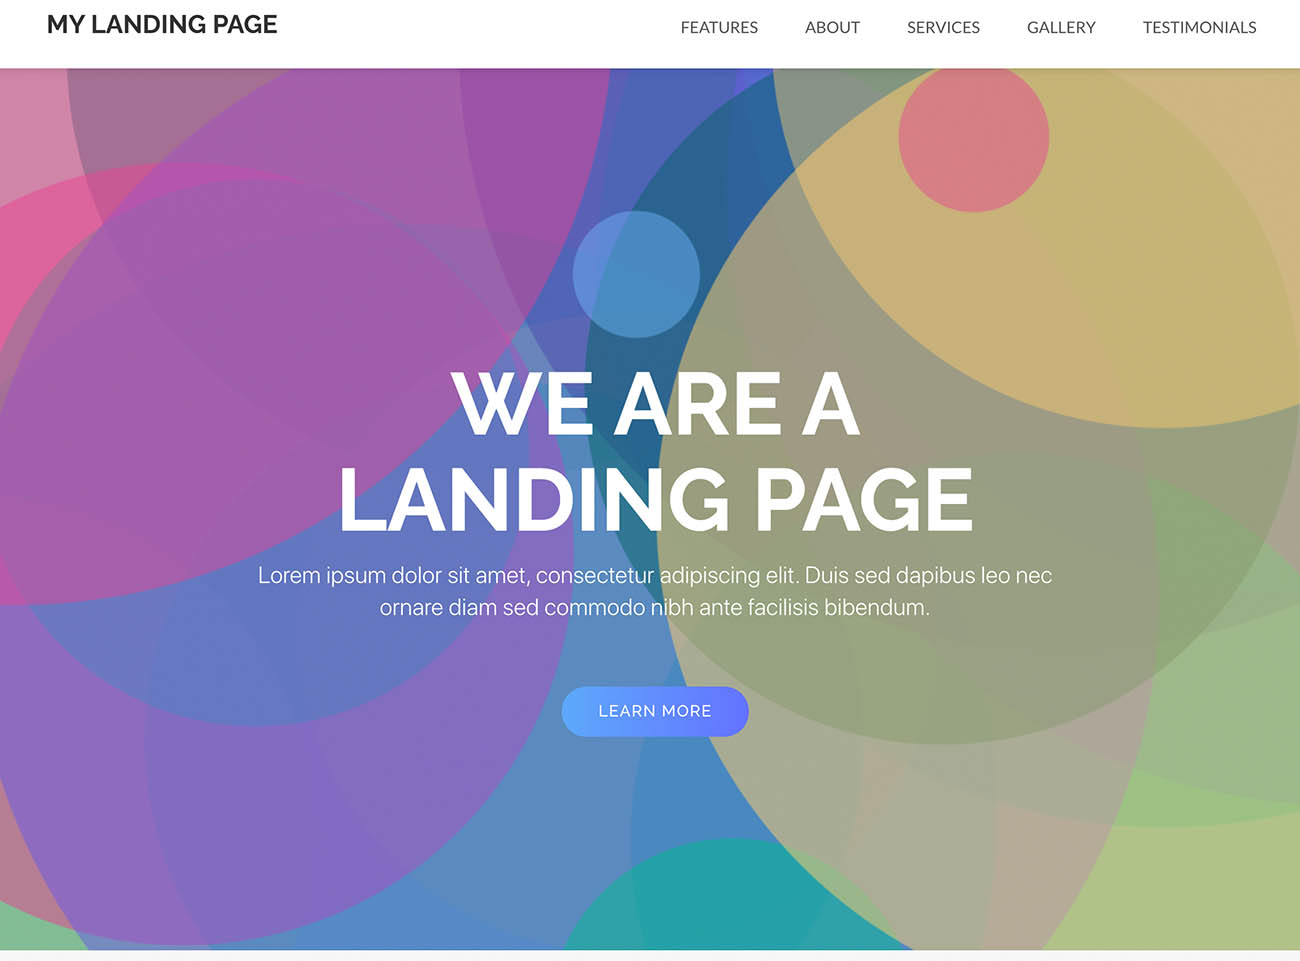 MY LANDING PAGE
FEATURES ABOUT SERVICES GALLERY TESTIMONIALS
WE ARE A
LANDING PAGE
Lorem ipsum dolor sit amet, consectetur adipiscing elit. Duis sed dapibus leo nec
ornare diam sed commodo nibh ante facilisis bibendum.
LEARN MORE